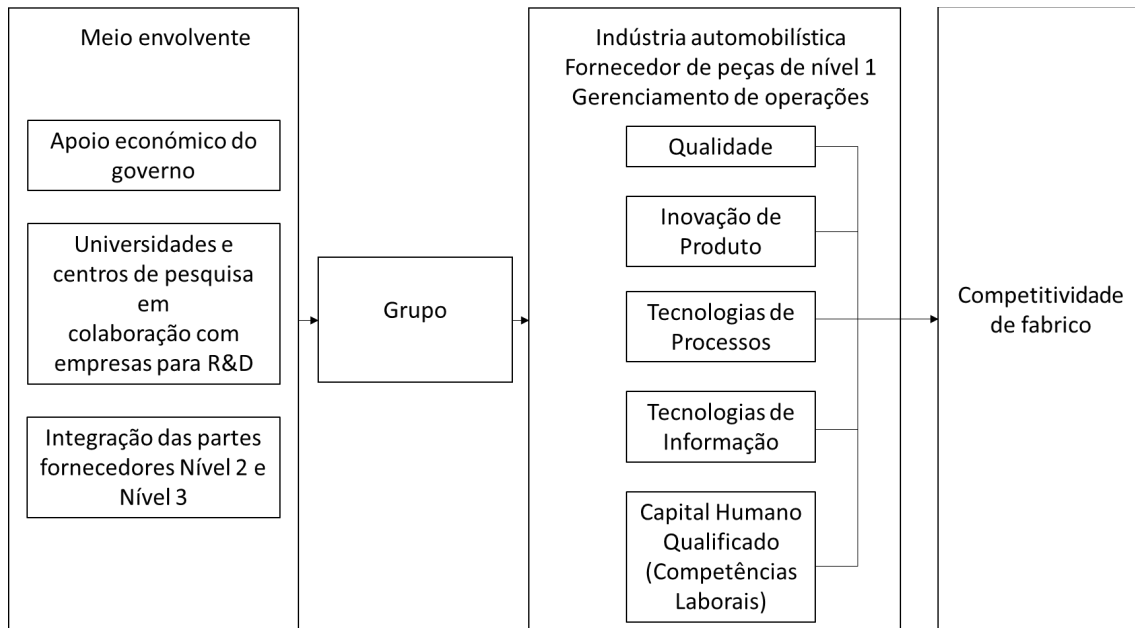 Meio envolvente
Apoio económico do
governo
Universidades e
centros de pesquisa
em
colaboração com
empresas para R&D
Integração das partes
fornecedores Nível 2 e
Nível 3
Grupo
Indústria automobilística
Fornecedor de peças de nível 1
Gerenciamento de operações
Qualidade
Inovação de
Produto
Tecnologias de
Processos
Tecnologias de
Informação
Capital Humano
Qualificado
(Competências
Laborais)
Competitividade
de fabrico